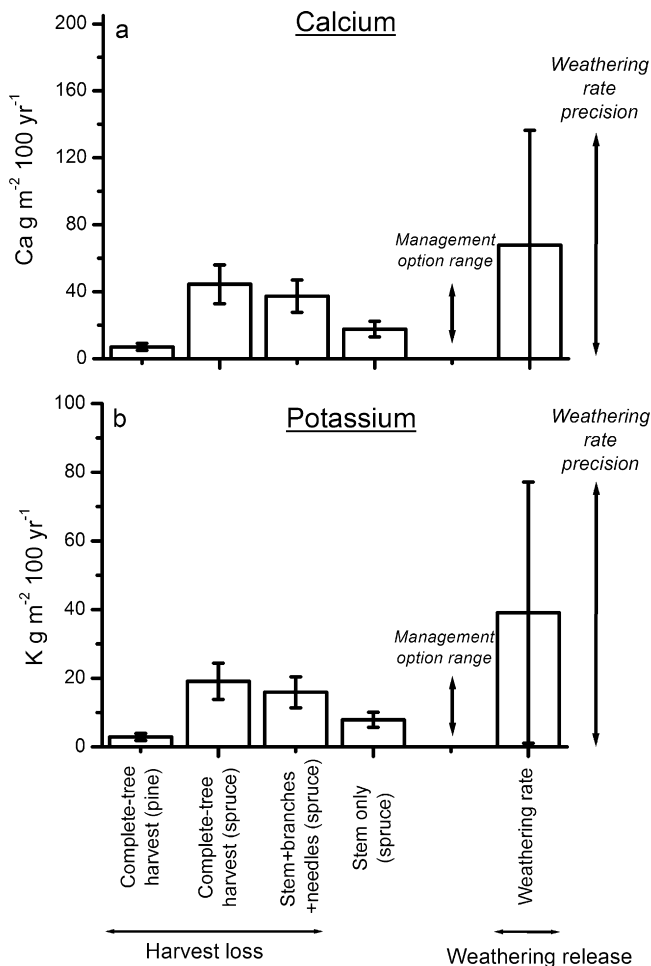 a
Calcium
200
160
120
80
40
0
Ca g m⁻² 100 yr⁻¹
Management
option range
Weathering
rate
precision
b
Potassium
100
80
60
40
20
0
K g m⁻² 100 yr⁻¹
Management
option range
Weathering
rate
precision
Complete-tree
harvest (pine)
Complete-tree
harvest (spruce)
Stem+branches
+needles (spruce)
Stem only
(spruce)
Weathering rate
Harvest loss
Weathering release